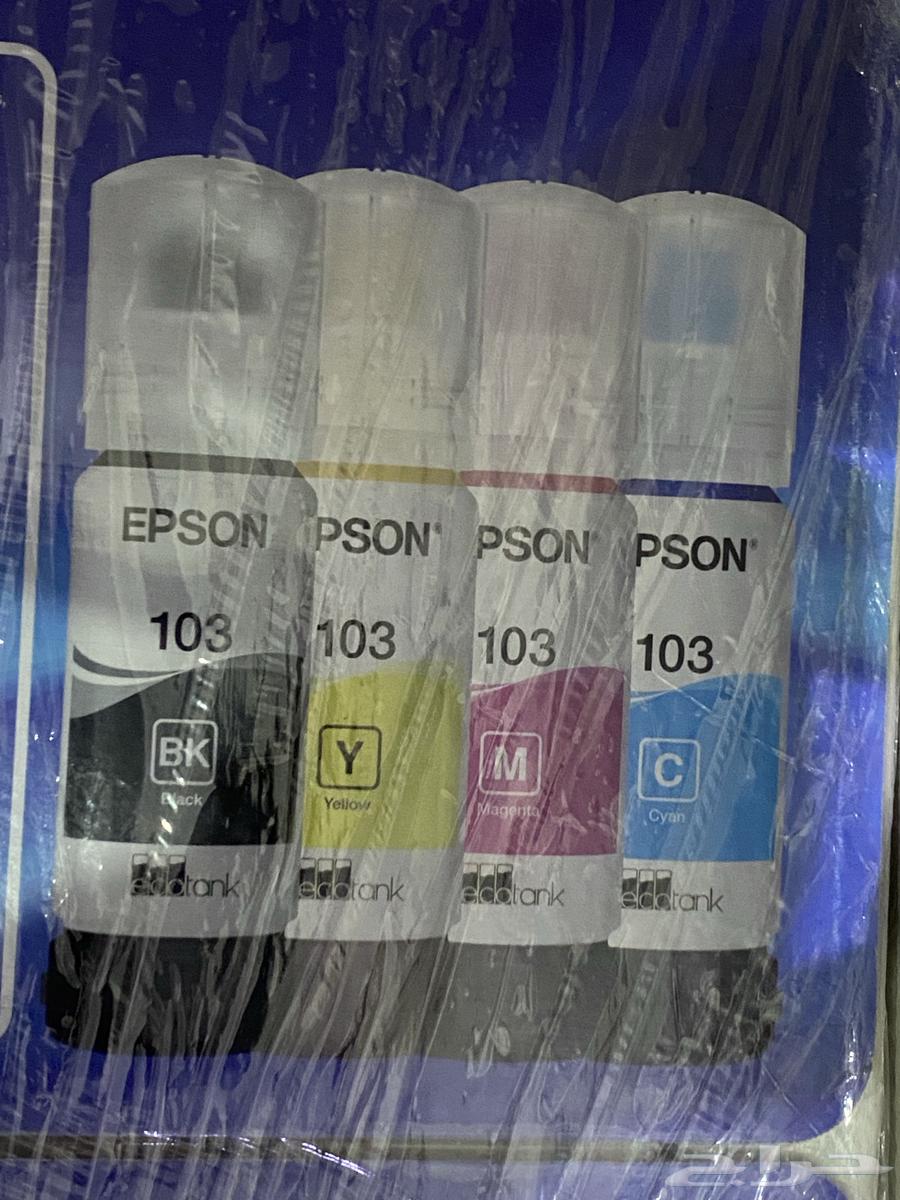 EPSON
103
BK
Black
ecotank
PSON®
103
Y
Yellow
ecotank
PSON
103
M
Magenta
ecotank
PSON®
103
C
Cyan
ecotank
حراج